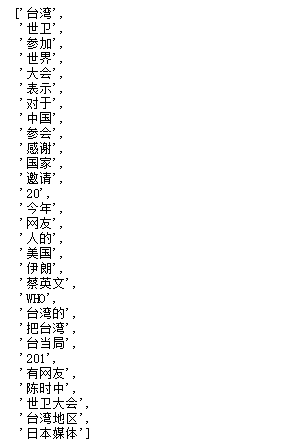 ['台湾',
'世卫',
'参加',
'世界',
'大会',
'表示',
'对于',
'中国',
'参会',
'感谢',
'国家',
'邀请',
'20',
'今年',
'网友',
'人的',
'美国',
'伊朗',
'蔡英文',
'WHO',
'台湾的',
'把台湾',
'台当局',
'201',
'有网友',
'陈时中',
'世卫大会',
'台湾地区',
'日本媒体']